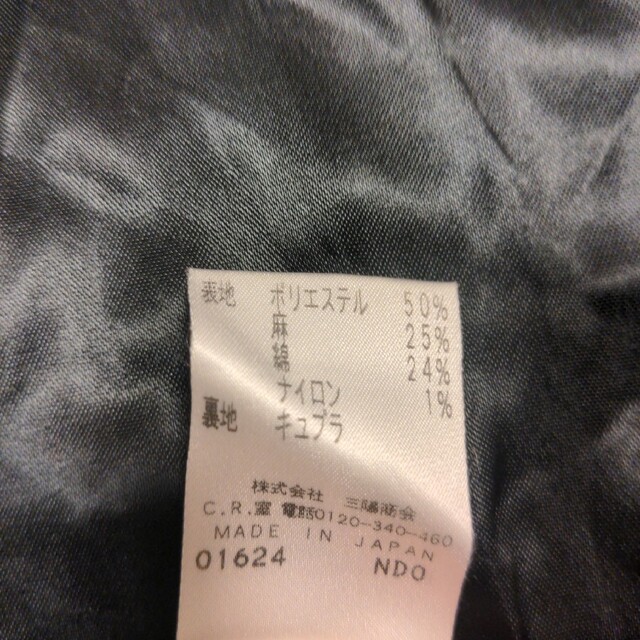 表地 ポリエステル 50%
麻 25%
綿 24%
ナイロン 1%
裏地 キュプラ
株式会社 三陽商会
C.R.室 電話0120-340-460
MADE IN JAPAN
01624 NDO